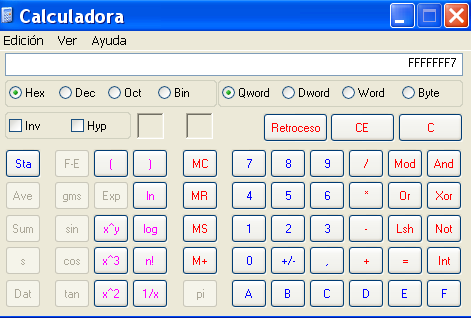 Calculadora
Edición Ver Ayuda
FFFFFFF7
Hex Dec Oct Bin Qword Dword Word Byte
Inv Hyp Retroceso CE C
Sta F-E ( ) MC 7 8 9 / Mod And
Ave gms Exp ln MR 4 5 6 * Or Xor
Sum sin x^y log MS 1 2 3 - Lsh Not
s cos x^3 n! M+ 0 +/- , + = Int
Dat tan x^2 1/x pi A B C D E F